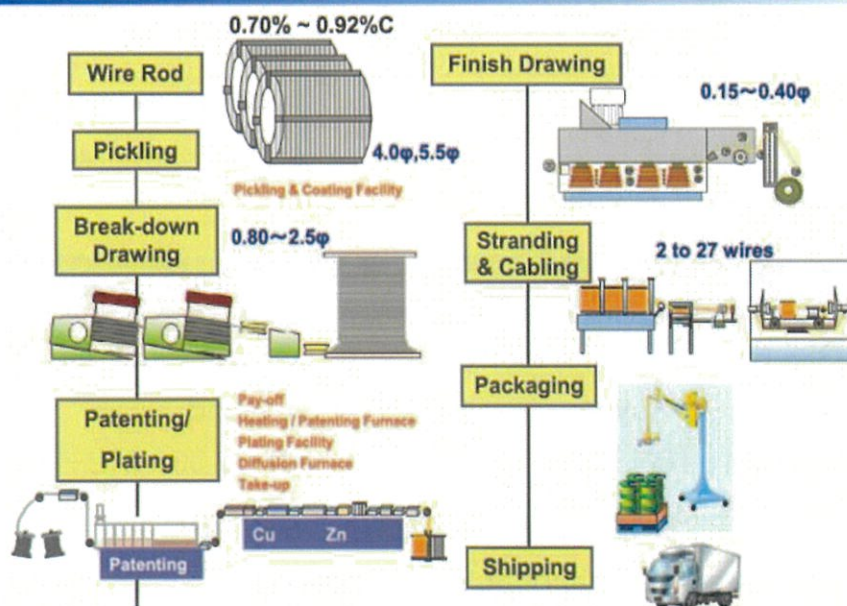 0.70% ~ 0.92%C
Wire Rod
Pickling
4.0φ,5.5φ
Pickling & Coating Facility
Break-down
Drawing
0.80～2.5φ
Patenting/
Plating
Pay-off
Heating / Patenting Furnace
Plating Facility
Diffusion Furnace
Take-up
Cu Zn
Patenting
Finish Drawing
0.15～0.40φ
Stranding
& Cabling
2 to 27 wires
Packaging
Shipping